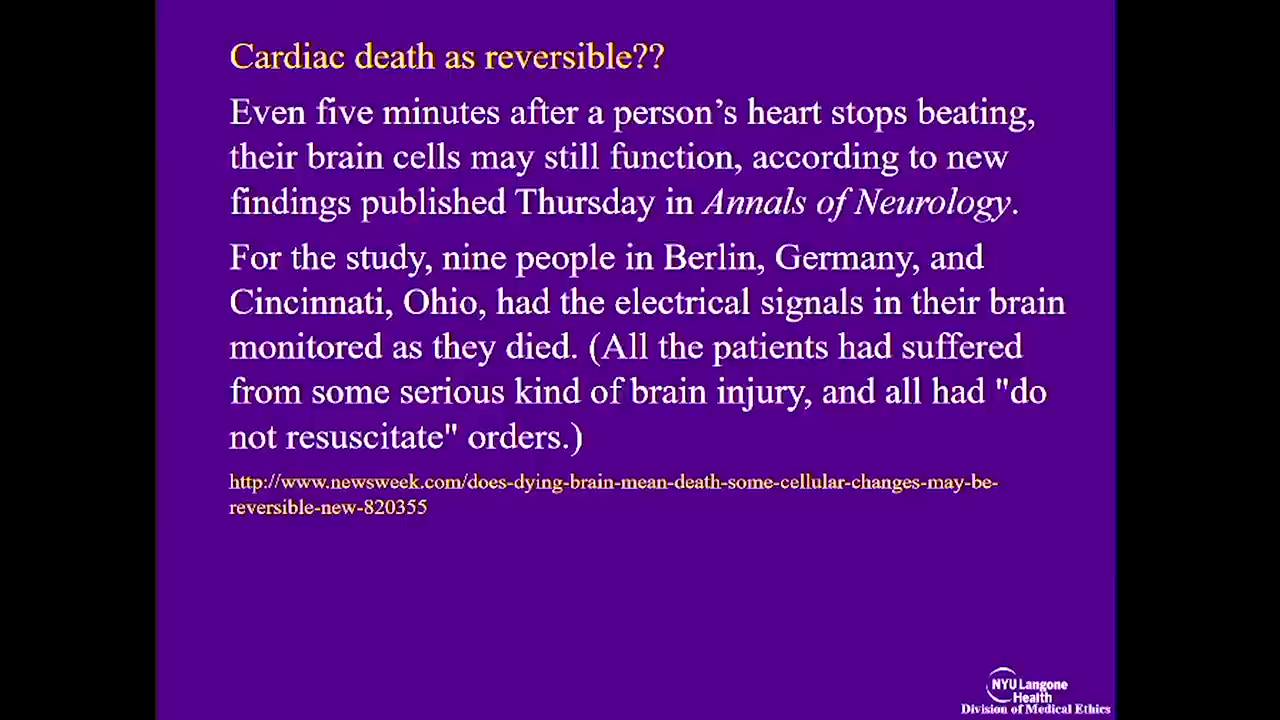 Cardiac death as reversible??
Even five minutes after a person’s heart stops beating,
their brain cells may still function, according to new
findings published Thursday in Annals of Neurology.
For the study, nine people in Berlin, Germany, and
Cincinnati, Ohio, had the electrical signals in their brain
monitored as they died. (All the patients had suffered
from some serious kind of brain injury, and all had "do
not resuscitate" orders.)
http://www.newsweek.com/does-dying-brain-mean-death-some-cellular-changes-may-be-
reversible-new-820355
NYU Langone
Health
Division of Medical Ethics